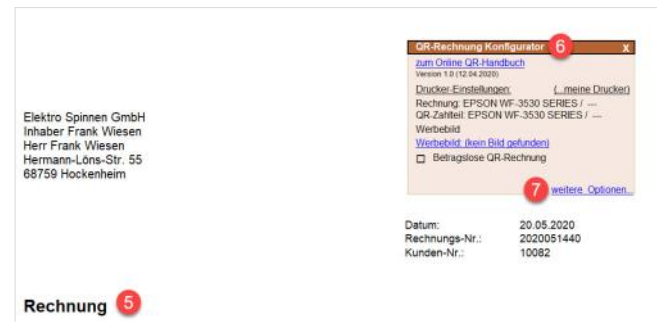 QR-Rechnung Konfigurator 6 x
zum Online QR-Handbuch
Version 1.0 (12.04.2020)
Drucker-Einstellungen: (...meine Drucker)
Rechnung: EPSON WF-3530 SERIES / ---
QR-Zahlteil: EPSON WF-3530 SERIES / ---
Werbebild
Werbebild: (kein Bild gefunden)
Betragslose QR-Rechnung
7 weitere Optionen...
Elektro Spinnen GmbH
Inhaber Frank Wiesen
Herr Frank Wiesen
Hermann-Löns-Str. 55
68759 Hockenheim
Datum: 20.05.2020
Rechnungs-Nr.: 2020051440
Kunden-Nr.: 10082
Rechnung 5